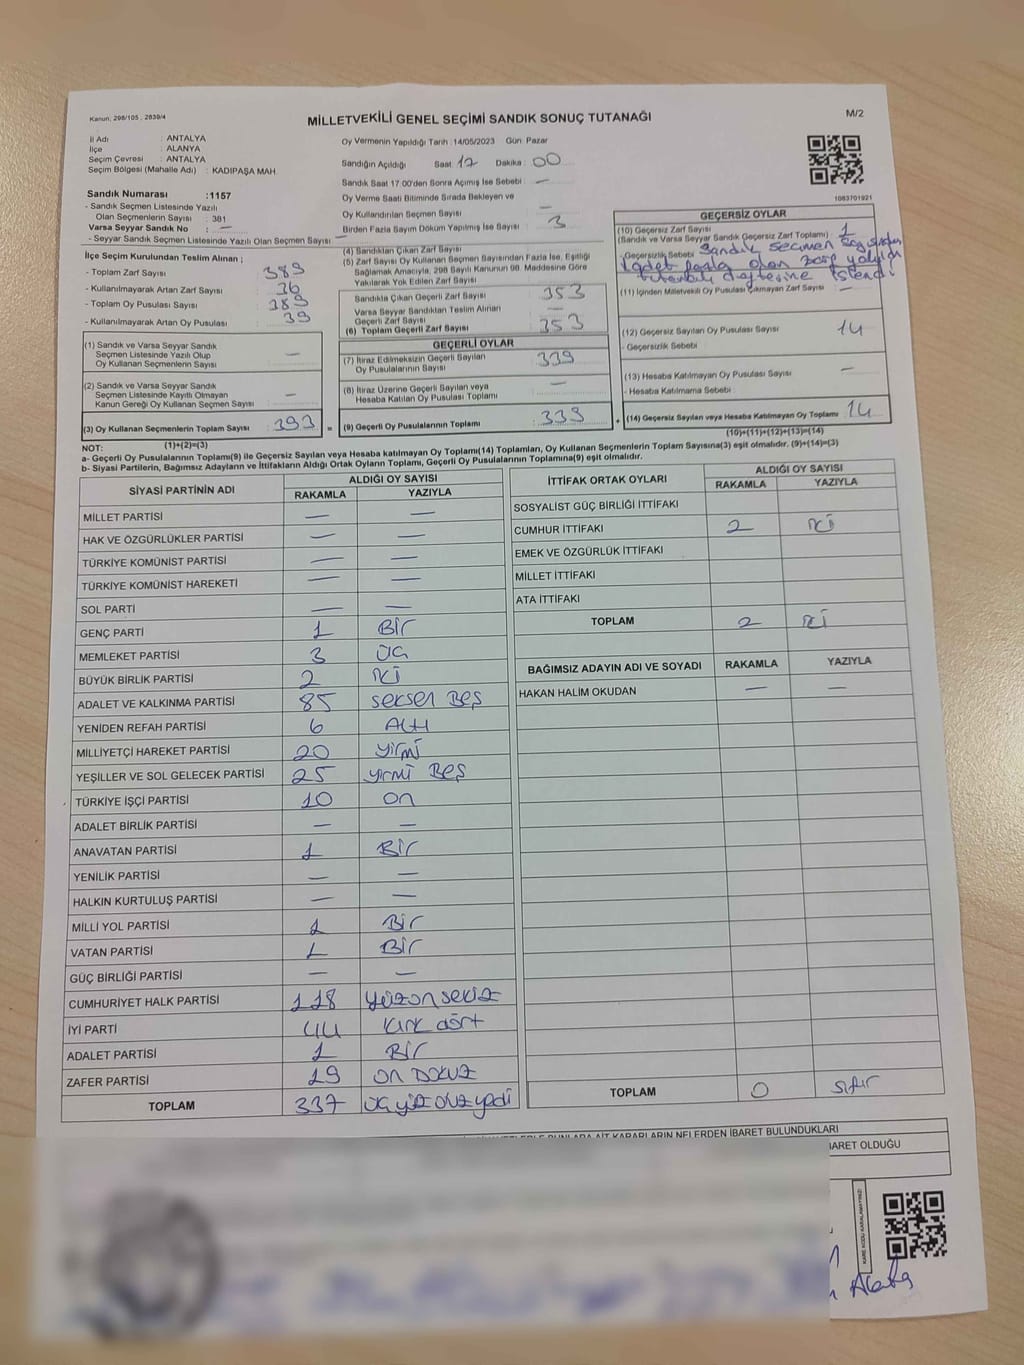 Kanun, 298/105 , 2839/4
MİLLETVEKİLİ GENEL SEÇİMİ SANDIK SONUÇ TUTANAĞI
M/2
İl Adı : ANTALYA
İlçe : ALANYA
Seçim Çevresi : ANTALYA
Seçim Bölgesi (Mahalle Adı) : KADIPAŞA MAH.
Sandık Numarası :1157
- Sandık Seçmen Listesinde Yazılı
Olan Seçmenlerin Sayısı : 381
Varsa Seyyar Sandık No : —
- Seyyar Sandık Seçmen Listesinde Yazılı Olan Seçmen Sayısı —
İlçe Seçim Kurulundan Teslim Alınan ;
- Toplam Zarf Sayısı : 389
- Kullanılmayarak Artan Zarf Sayısı : 36
- Toplam Oy Pusulası Sayısı : 389
- Kullanılmayarak Artan Oy Pusulası : 39
(1) Sandık ve Varsa Seyyar Sandık
Seçmen Listesinde Yazılı Olup
Oy Kullanan Seçmenlerin Sayısı : —
(2) Sandık ve Varsa Seyyar Sandık
Seçmen Listesinde Kayıtlı Olmayan
Kanun Gereği Oy Kullanan Seçmen Sayısı : —
(3) Oy Kullanan Seçmenlerin Toplam Sayısı : 393
(1)+(2)=(3)
Oy Vermenin Yapıldığı Tarih :14/05/2023 Gün: Pazar
Sandığın Açıldığı Saat : 17 Dakika : 00
Sandık Saat 17.00'den Sonra Açılmış İse Sebebi : —
Oy Verme Saati Bitiminde Sırada Bekleyen ve
Oy Kullandırılan Seçmen Sayısı : —
Birden Fazla Sayım Döküm Yapılmış İse Sayısı : 3
(4) Sandıktan Çıkan Zarf Sayısı
(5) Zarf Sayısı Oy Kullanan Seçmen Sayısından Fazla İse, Eşitliği
Sağlamak Amacıyla, 298 Sayılı Kanunun 98. Maddesine Göre
Yakılarak Yok Edilen Zarf Sayısı
Sandıkla Çıkan Geçerli Zarf Sayısı : 353
Varsa Seyyar Sandıktan Teslim Alınan
Geçerli Zarf Sayısı : —
(6) Toplam Geçerli Zarf Sayısı : 353
GEÇERLİ OYLAR
(7) İtiraz Edilmeksizin Geçerli Sayılan
Oy Pusulalarının Sayısı : 339
(8) İtiraz Üzerine Geçerli Sayılan veya
Hesaba Katılan Oy Pusulası Toplamı : —
(9) Geçerli Oy Pusulalarının Toplamı : 339
1083701921
GEÇERSİZ OYLAR
(10) Geçersiz Zarf Sayısı
(Sandık ve Varsa Seyyar Sandık Geçersiz Zarf Toplamı) : 1
Geçersizlik Sebebi : Sandık seçmen
1 adet fazla olan zarf
tutanak defterine işlendi
(11) İçinden Milletvekili Oy Pusulası Çıkmayan Zarf Sayısı : —
(12) Geçersiz Sayılan Oy Pusulası Sayısı : 14
- Geçersizlik Sebebi :
(13) Hesaba Katılmayan Oy Pusulası Sayısı : —
- Hesaba Katılmama Sebebi :
(14) Geçersiz Sayılan veya Hesaba Katılmayan Oy Toplamı : 14
(10)+(11)+(12)+(13)=(14)
NOT:
a- Geçerli Oy Pusulalarının Toplamı(9) ile Geçersiz Sayılan veya Hesaba katılmayan Oy Toplamı(14) Toplamları, Oy Kullanan Seçmenlerin Toplam Sayısına(3) eşit olmalıdır. (9)+(14)=(3)
b- Siyasi Partilerin, Bağımsız Adayların ve İttifakların Aldığı Ortak Oyların Toplamı, Geçerli Oy Pusulalarının Toplamına(9) eşit olmalıdır.
SİYASİ PARTİNİN ADI ALDIĞI OY SAYISI
RAKAMLA YAZIYLA
MİLLET PARTİSİ — —
HAK VE ÖZGÜRLÜKLER PARTİSİ — —
TÜRKİYE KOMÜNİST PARTİSİ — —
TÜRKİYE KOMÜNİST HAREKETİ — —
SOL PARTİ — —
GENÇ PARTİ 1 Bir
MEMLEKET PARTİSİ 3 üç
BÜYÜK BİRLİK PARTİSİ 2 iki
ADALET VE KALKINMA PARTİSİ 85 seksen Beş
YENİDEN REFAH PARTİSİ 6 Altı
MİLLİYETÇİ HAREKET PARTİSİ 20 yirmi
YEŞİLLER VE SOL GELECEK PARTİSİ 25 yirmi Beş
TÜRKİYE İŞÇİ PARTİSİ 10 on
ADALET BİRLİK PARTİSİ — —
ANAVATAN PARTİSİ 1 Bir
YENİLİK PARTİSİ — —
HALKIN KURTULUŞ PARTİSİ — —
MİLLİ YOL PARTİSİ 1 Bir
VATAN PARTİSİ 1 Bir
GÜÇ BİRLİĞİ PARTİSİ — —
CUMHURİYET HALK PARTİSİ 118 yüzonsekiz
İYİ PARTİ 44 kırk dört
ADALET PARTİSİ 1 Bir
ZAFER PARTİSİ 19 on Dokuz
TOPLAM 337 üçyüz otuz yedi
İTTİFAK ORTAK OYLARI ALDIĞI OY SAYISI
RAKAMLA YAZIYLA
SOSYALİST GÜÇ BİRLİĞİ İTTİFAKI
CUMHUR İTTİFAKI 2 iki
EMEK VE ÖZGÜRLÜK İTTİFAKI
MİLLET İTTİFAKI
ATA İTTİFAKI
TOPLAM 2 iki
BAĞIMSIZ ADAYIN ADI VE SOYADI RAKAMLA YAZIYLA
HAKAN HALİM OKUDAN — —
TOPLAM 0 sıfır
AİT KARARLARIN NELERDEN İBARET BULUNDUKLARI
BARET OLDUĞU
KARE KODU KARALAMAYINIZ!